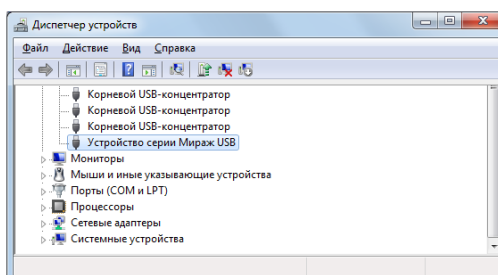 Диспетчер устройств
Файл Действие Вид Справка
Корневой USB-концентратор
Корневой USB-концентратор
Корневой USB-концентратор
Устройство серии Мираж USB
Мониторы
Мыши и иные указывающие устройства
Порты (COM и LPT)
Процессоры
Сетевые адаптеры
Системные устройства